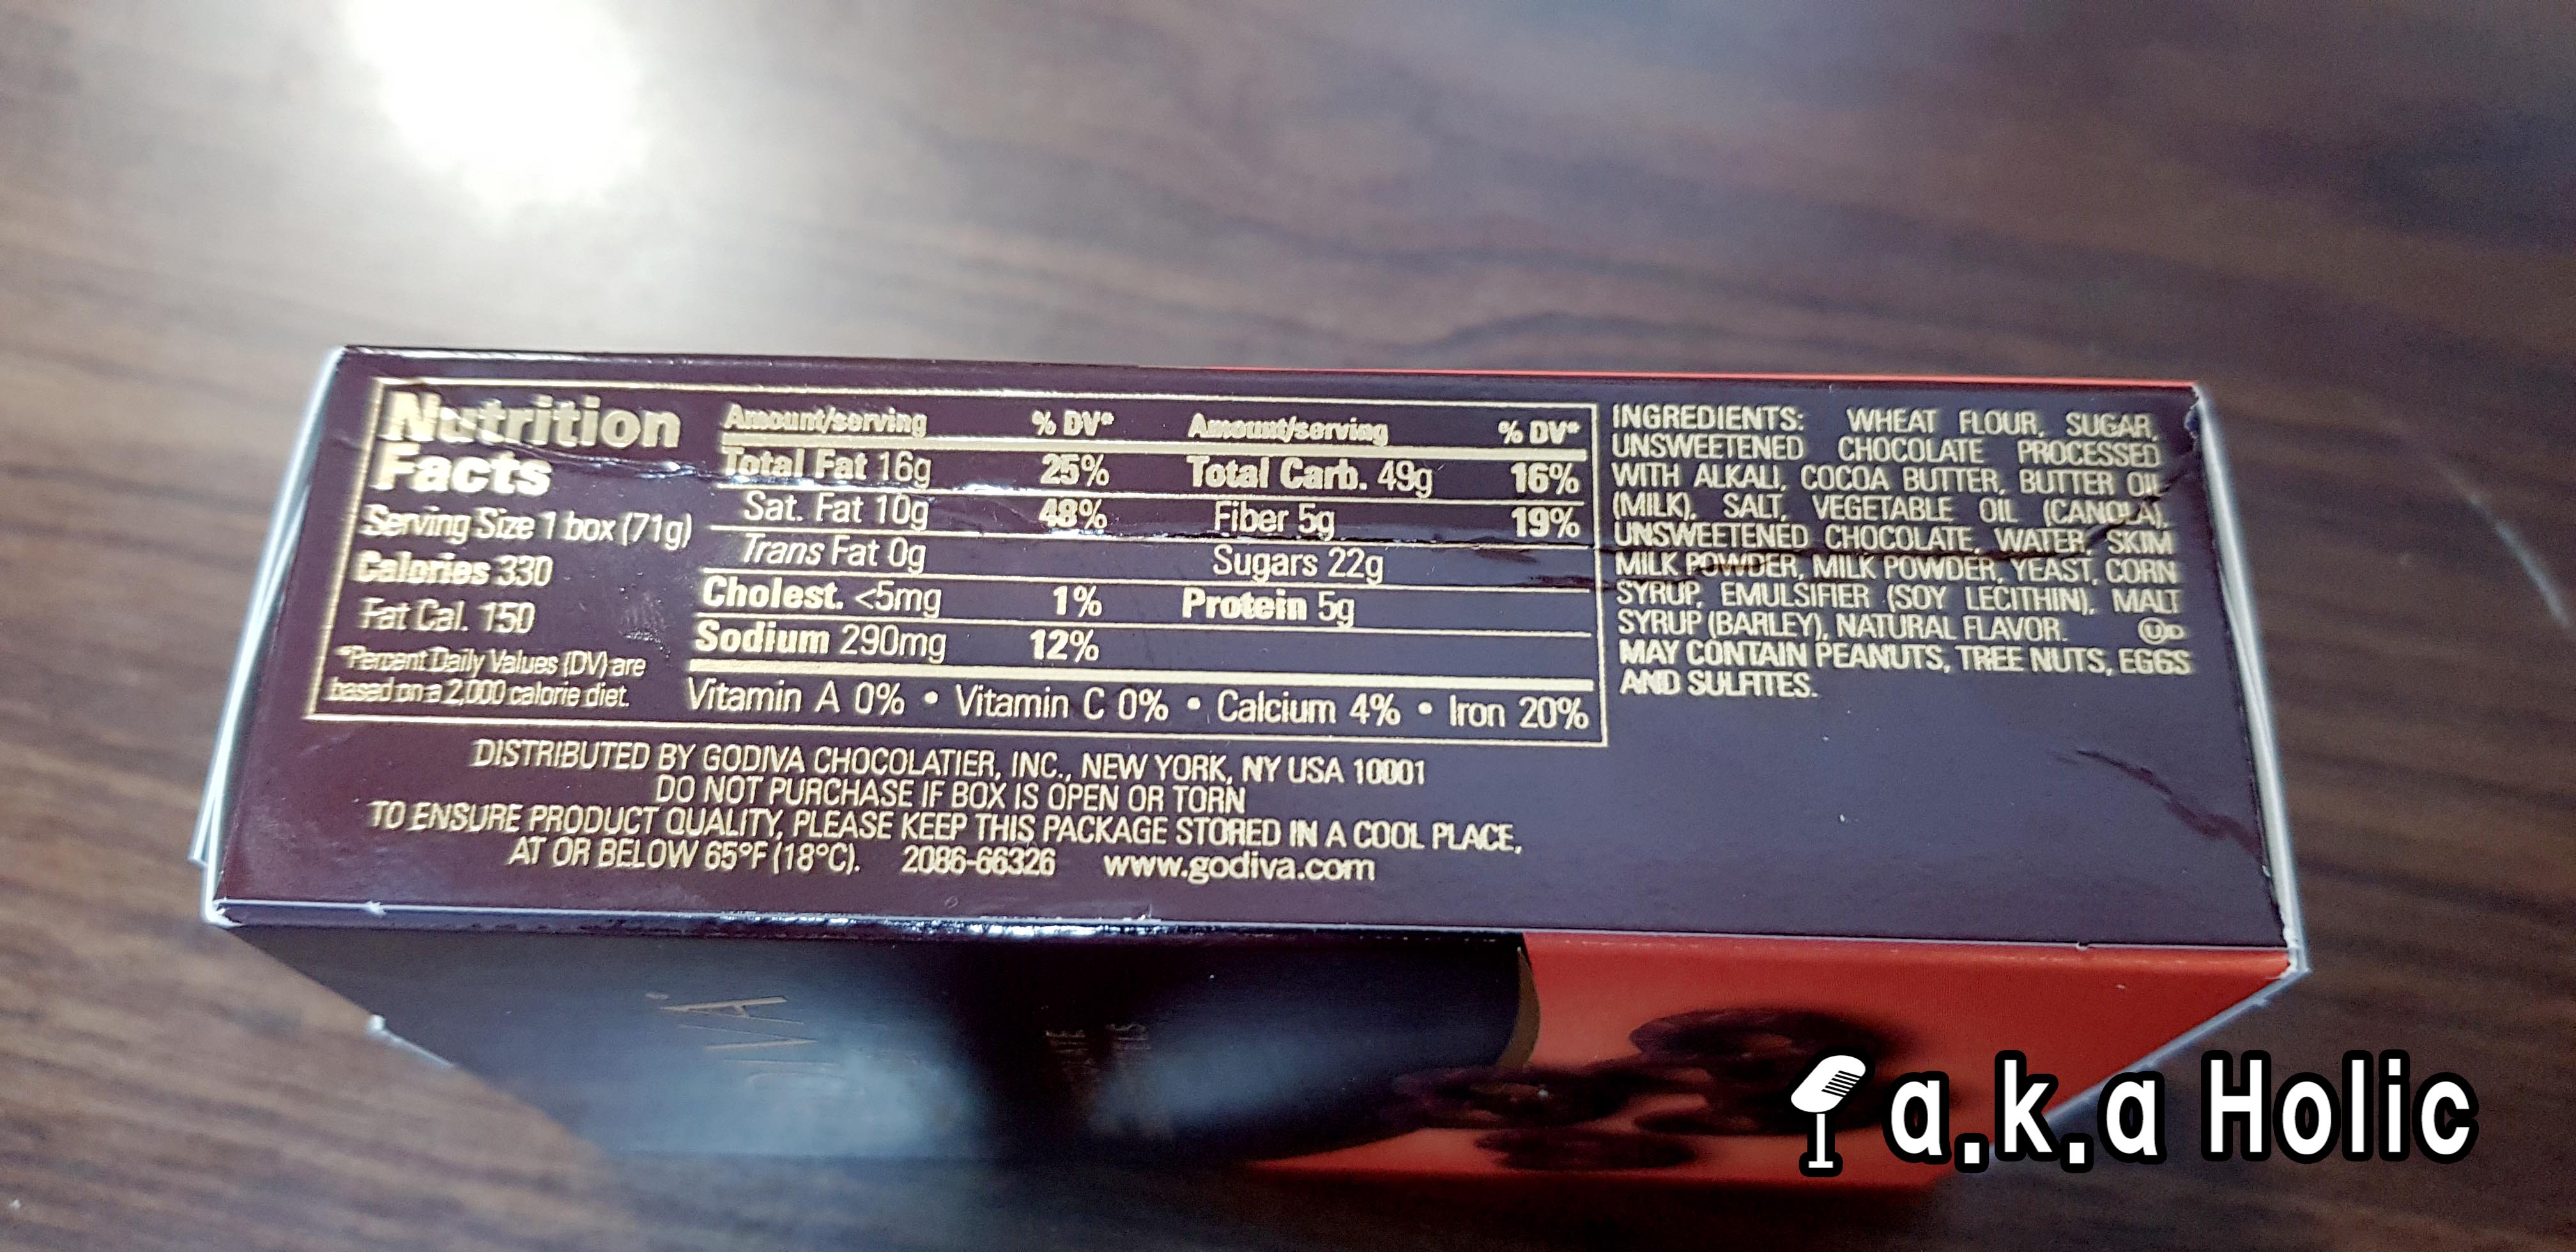 Nutrition
Facts
Serving Size 1 box (71g)
Calories 330
Fat Cal. 150
*Percent Daily Values (DV) are
based on a 2,000 calorie diet.
Amount/serving % DV* Amount/serving % DV*
Total Fat 16g 25% Total Carb. 49g 16%
Sat. Fat 10g 48% Fiber 5g 19%
Trans Fat 0g Sugars 22g
Cholest. <5mg 1% Protein 5g
Sodium 290mg 12%
Vitamin A 0% • Vitamin C 0% • Calcium 4% • Iron 20%
INGREDIENTS: WHEAT FLOUR, SUGAR,
UNSWEETENED CHOCOLATE PROCESSED
WITH ALKALI, COCOA BUTTER, BUTTER OIL
(MILK), SALT, VEGETABLE OIL (CANOLA),
UNSWEETENED CHOCOLATE, WATER, SKIM
MILK POWDER, MILK POWDER, YEAST, CORN
SYRUP, EMULSIFIER (SOY LECITHIN), MALT
SYRUP (BARLEY), NATURAL FLAVOR. ⓊD
MAY CONTAIN PEANUTS, TREE NUTS, EGGS
AND SULFITES.
DISTRIBUTED BY GODIVA CHOCOLATIER, INC., NEW YORK, NY USA 10001
DO NOT PURCHASE IF BOX IS OPEN OR TORN
TO ENSURE PRODUCT QUALITY, PLEASE KEEP THIS PACKAGE STORED IN A COOL PLACE,
AT OR BELOW 65°F (18°C). 2086-66326 www.godiva.com
a.k.a Holic